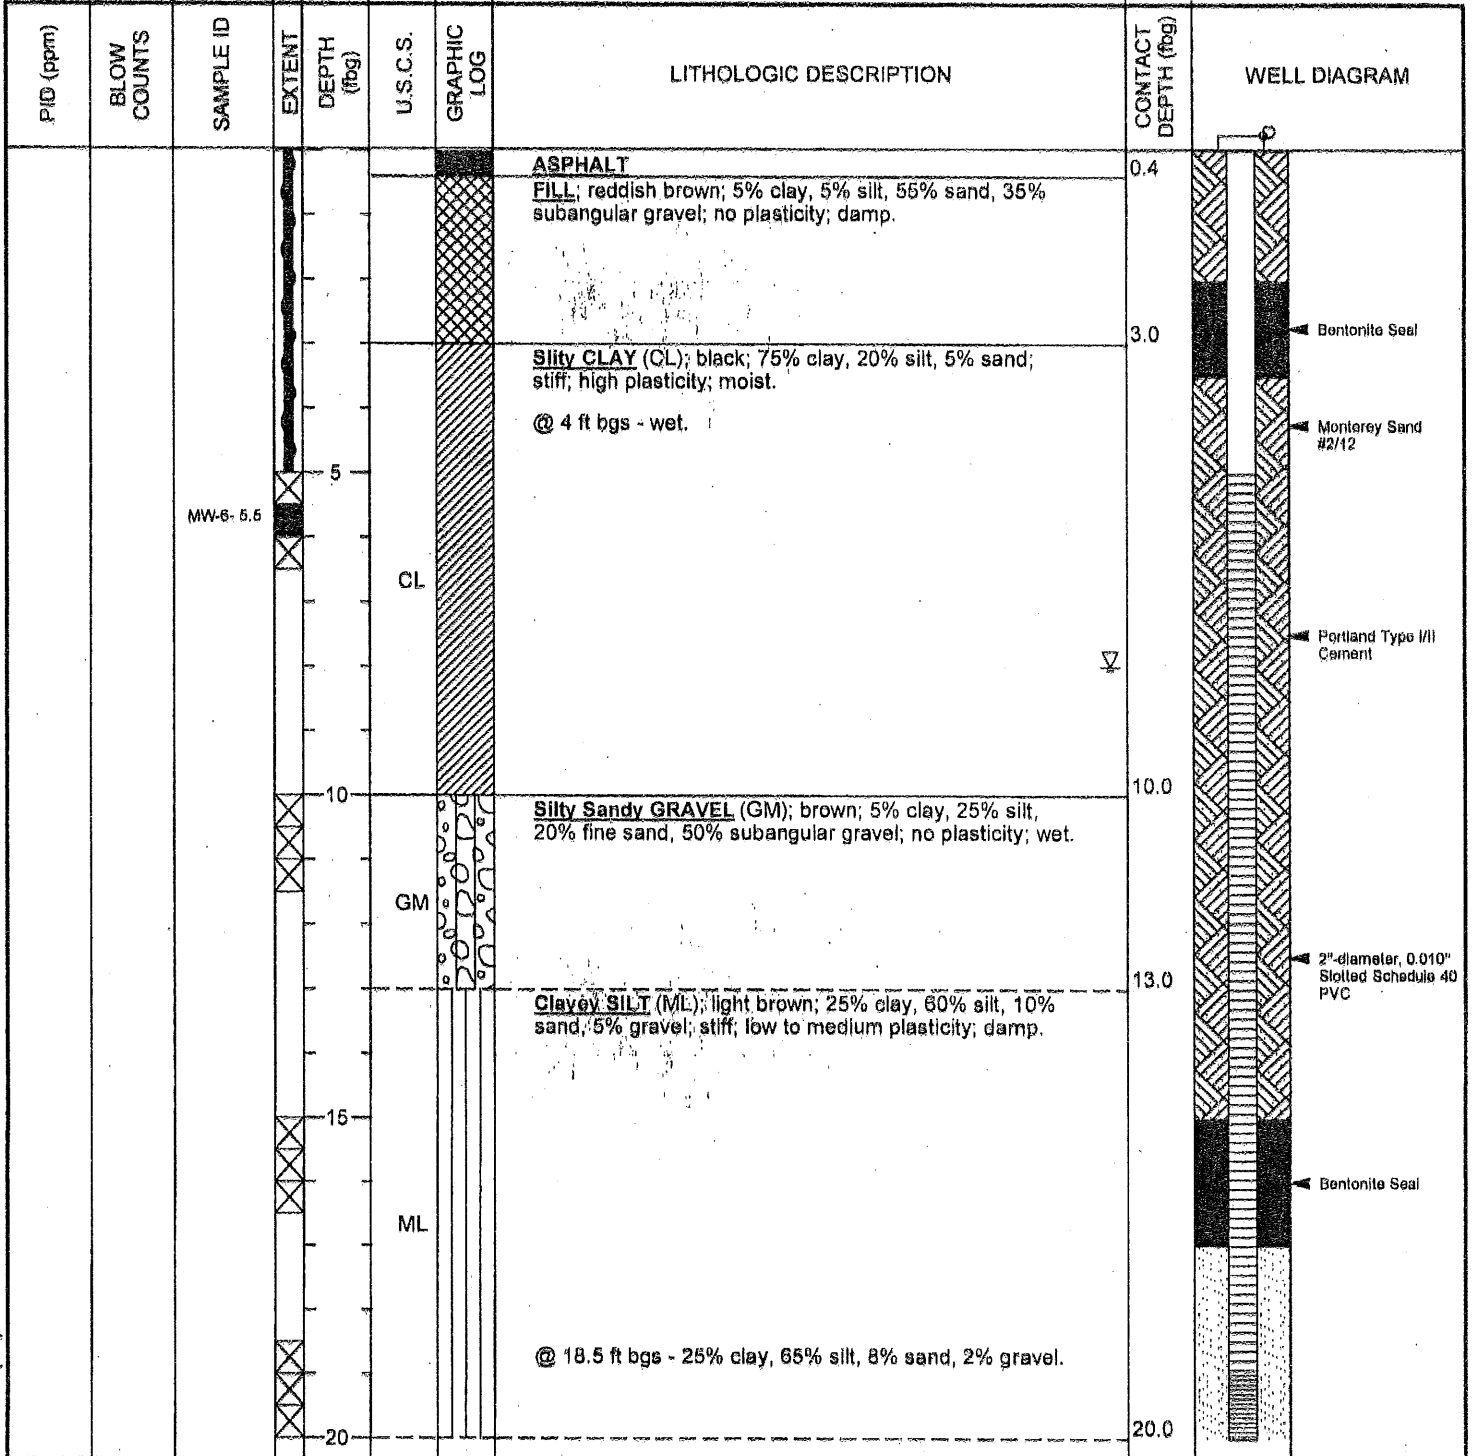 PID (ppm)
BLOW
COUNTS
SAMPLE ID
EXTENT
DEPTH
(fbg)
U.S.C.S.
GRAPHIC
LOG
LITHOLOGIC DESCRIPTION
CONTACT
DEPTH (fbg)
WELL DIAGRAM
ASPHALT
0.4
FILL; reddish brown; 5% clay, 5% silt, 55% sand, 35%
subangular gravel; no plasticity; damp.
3.0
Bentonite Seal
Silty CLAY (CL); black; 75% clay, 20% silt, 5% sand;
stiff; high plasticity; moist.
@ 4 ft bgs - wet.
Monterey Sand
#2/12
5
MW-6- 5.5
CL
Portland Type I/II
Cement
10
10.0
Silty Sandy GRAVEL (GM); brown; 5% clay, 25% silt,
20% fine sand, 50% subangular gravel; no plasticity; wet.
GM
2"-diameter, 0.010"
Slotted Schedule 40
PVC
13.0
Clayey SILT (ML); light brown; 25% clay, 60% silt, 10%
sand, 5% gravel; stiff; low to medium plasticity; damp.
15
Bentonite Seal
ML
@ 18.5 ft bgs - 25% clay, 65% silt, 8% sand, 2% gravel.
20
20.0